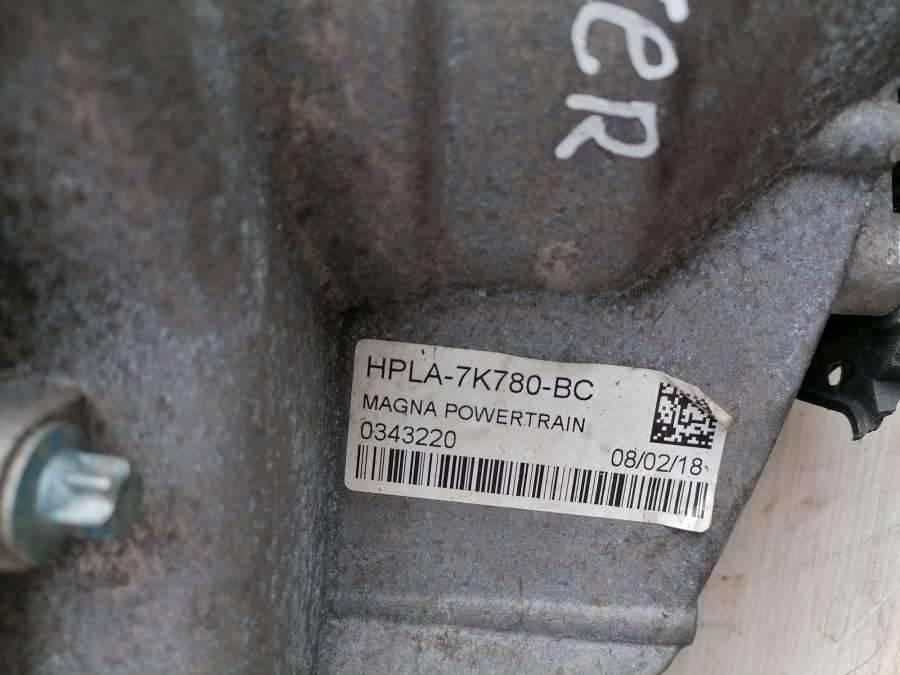 HPLA-7K780-BC
MAGNA POWERTRAIN
0343220
08/02/18